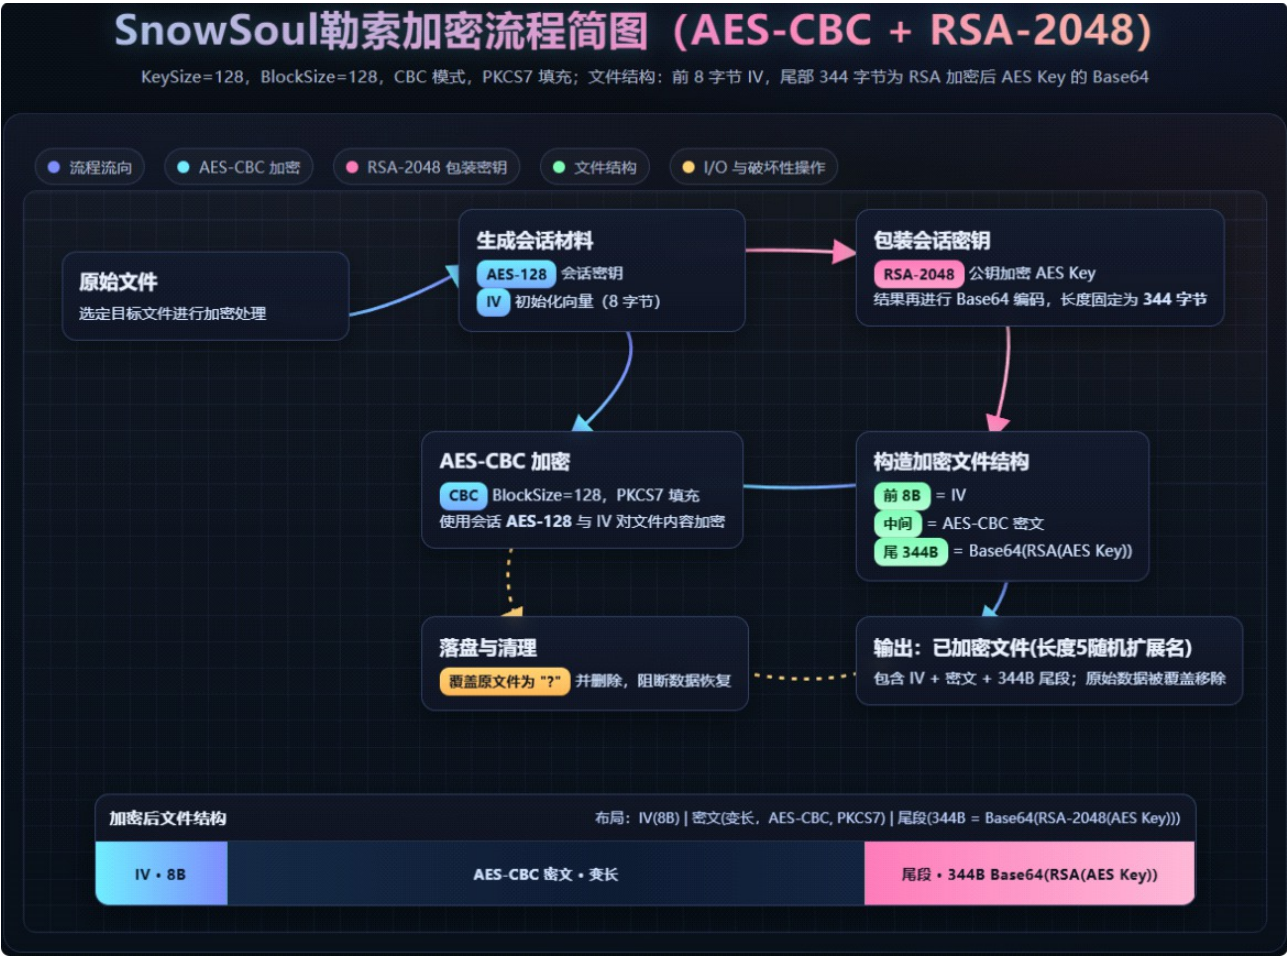 SnowSoul勒索加密流程简图（AES-CBC + RSA-2048）
KeySize=128，BlockSize=128，CBC 模式，PKCS7 填充；文件结构：前 8 字节 IV，尾部 344 字节为 RSA 加密后 AES Key 的 Base64
流程流向
AES-CBC 加密
RSA-2048 包装密钥
文件结构
I/O 与破坏性操作
原始文件
选定目标文件进行加密处理
生成会话材料
AES-128 会话密钥
IV 初始化向量（8 字节）
包装会话密钥
RSA-2048 公钥加密 AES Key
结果再进行 Base64 编码，长度固定为 344 字节
AES-CBC 加密
CBC BlockSize=128，PKCS7 填充
使用会话 AES-128 与 IV 对文件内容加密
构造加密文件结构
前 8B = IV
中间 = AES-CBC 密文
尾 344B = Base64(RSA(AES Key))
落盘与清理
覆盖原文件为 "?" 并删除，阻断数据恢复
输出：已加密文件(长度5随机扩展名)
包含 IV + 密文 + 344B 尾段；原始数据被覆盖移除
加密后文件结构
布局：IV(8B) | 密文(变长，AES-CBC, PKCS7) | 尾段(344B = Base64(RSA-2048(AES Key)))
IV · 8B
AES-CBC 密文 · 变长
尾段 · 344B Base64(RSA(AES Key))